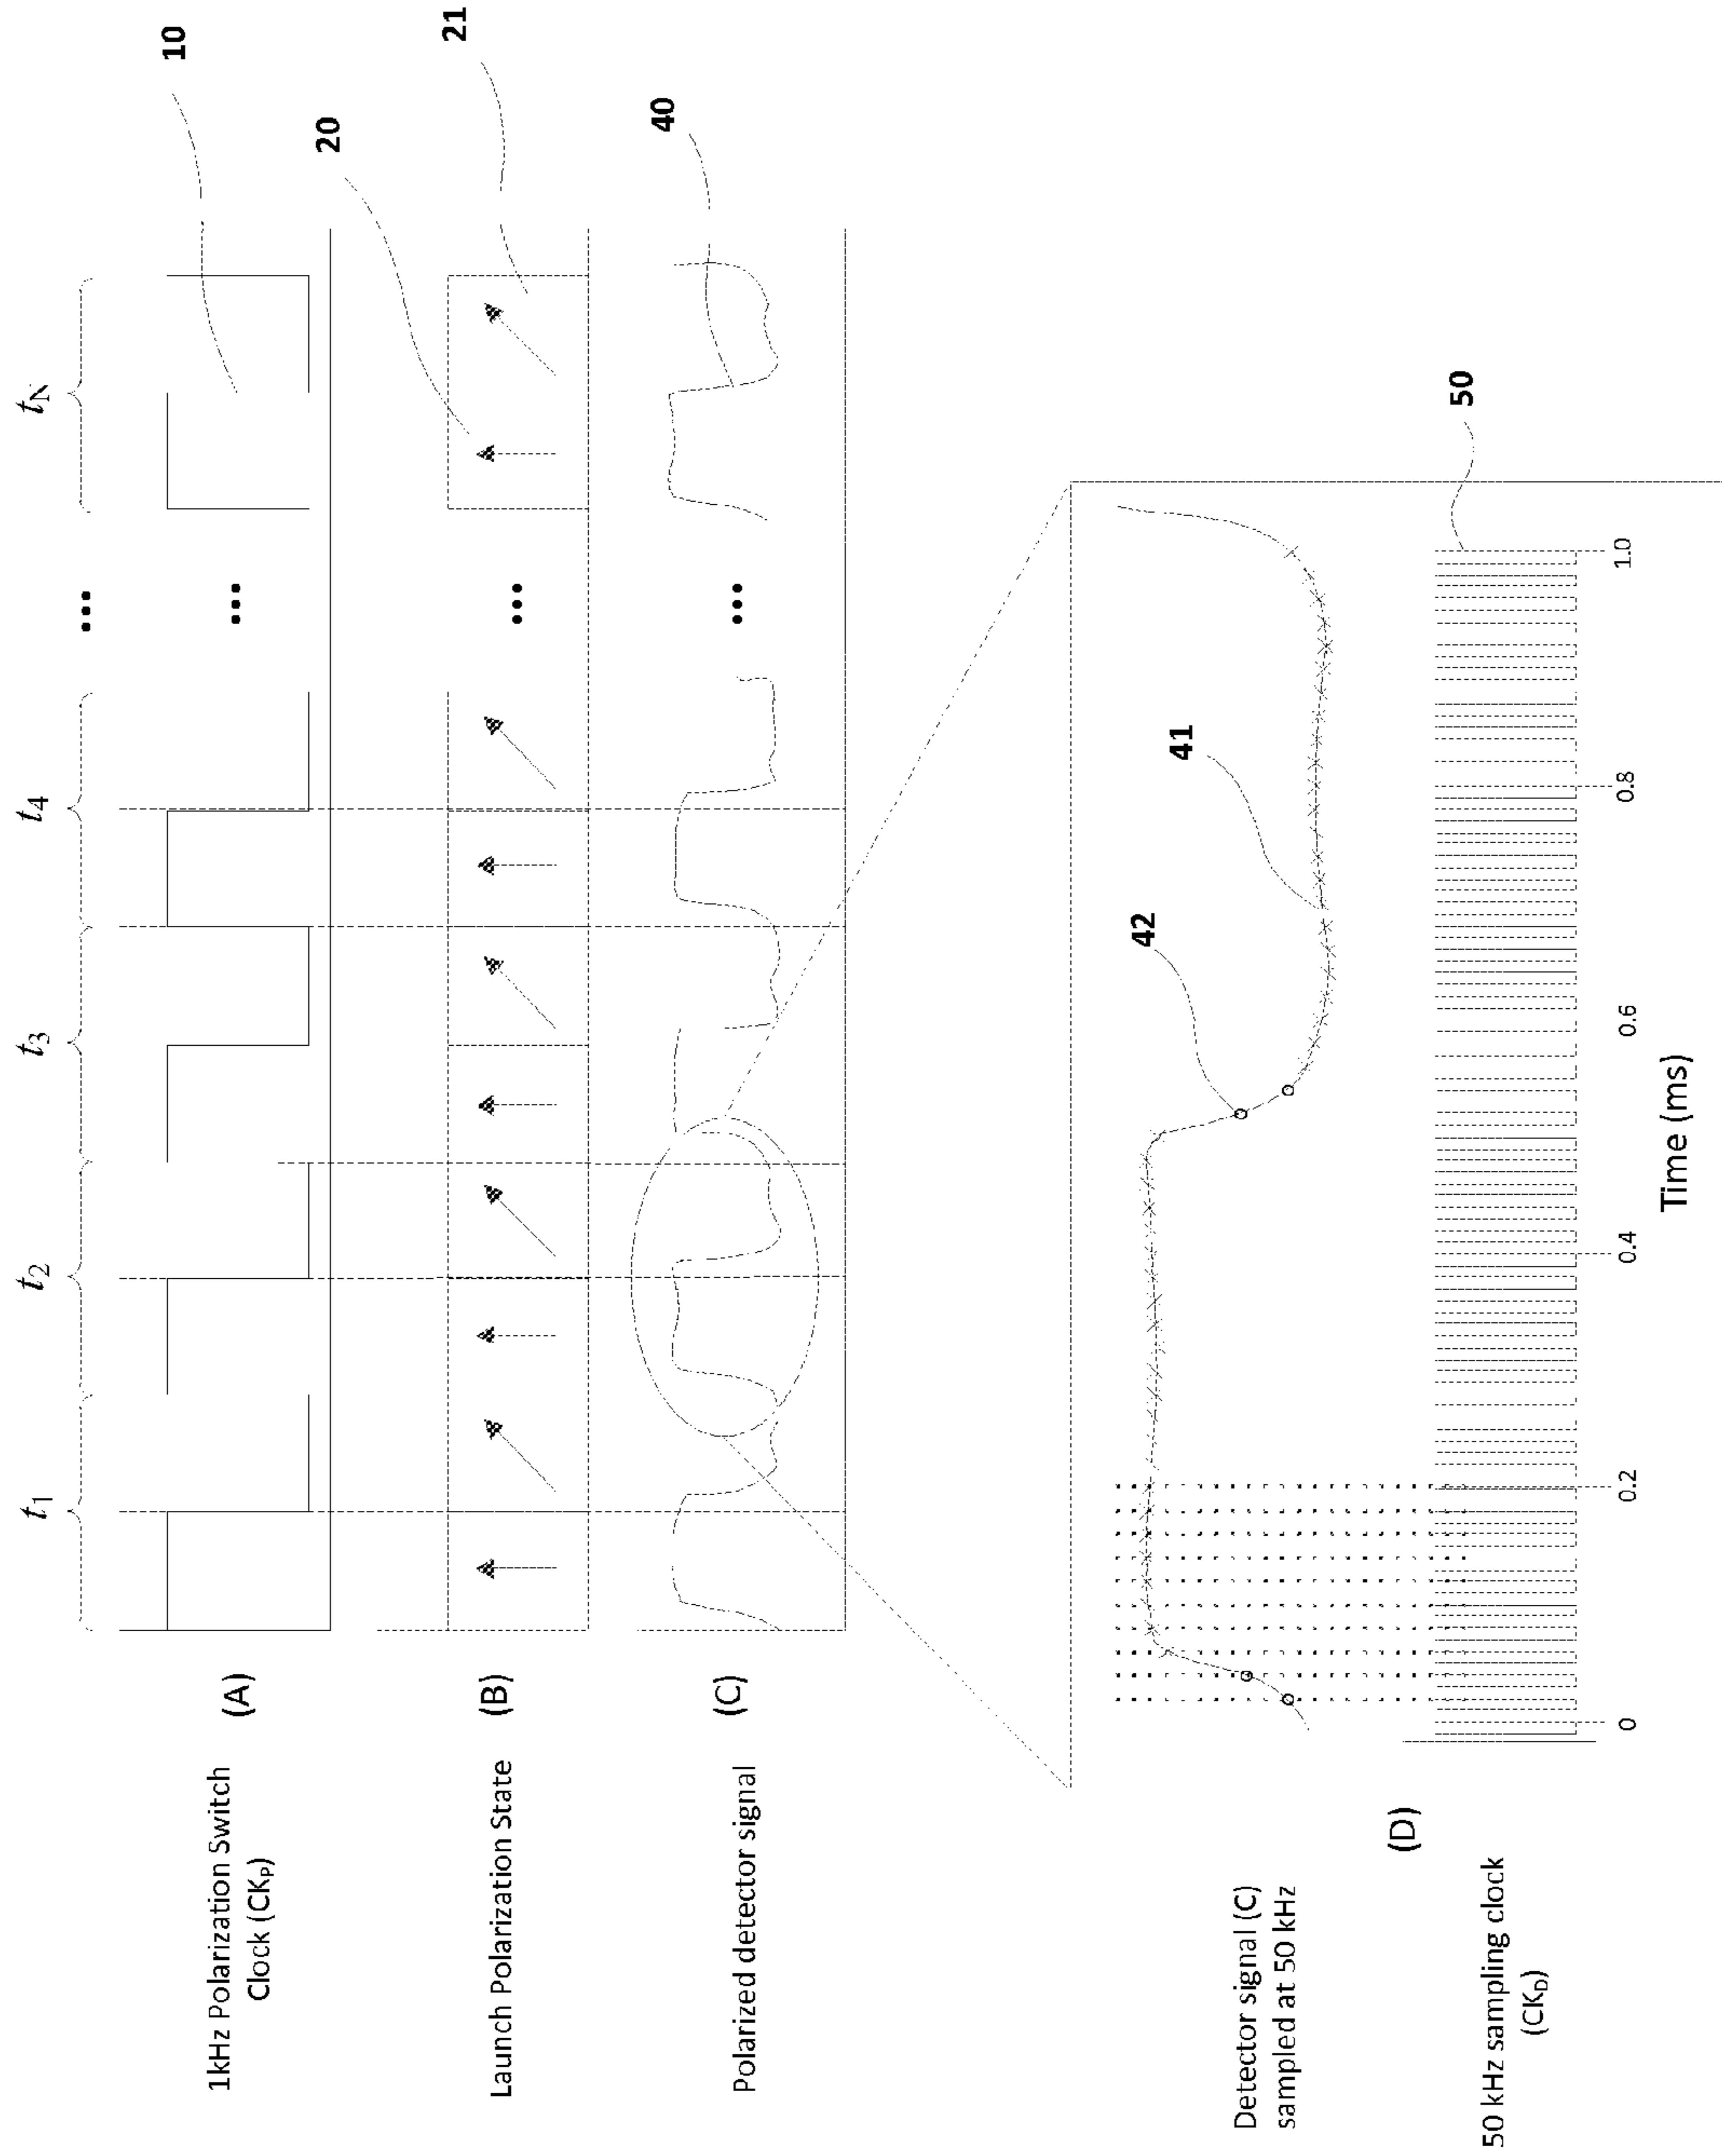 t1
t2
t3
t4
...
tN
1kHz Polarization Switch
Clock (CKP)
(A)
...
10
Launch Polarization State
(B)
...
20
21
Polarized detector signal
(C)
...
40
Detector signal (C)
sampled at 50 kHz
42
41
(D)
50 kHz sampling clock
(CKD)
50
0
0.2
0.4
0.6
0.8
1.0
Time (ms)